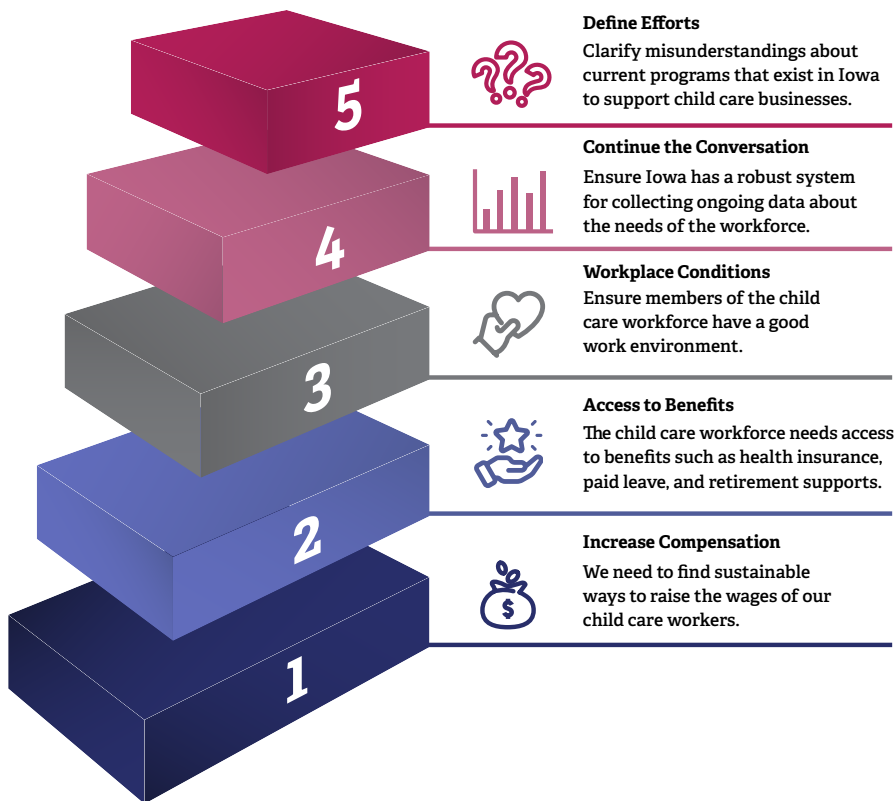 5
Define Efforts
Clarify misunderstandings about
current programs that exist in Iowa
to support child care businesses.
4
Continue the Conversation
Ensure Iowa has a robust system
for collecting ongoing data about
the needs of the workforce.
3
Workplace Conditions
Ensure members of the child
care workforce have a good
work environment.
2
Access to Benefits
The child care workforce needs access
to benefits such as health insurance,
paid leave, and retirement supports.
1
Increase Compensation
We need to find sustainable
ways to raise the wages of our
child care workers.
???
$